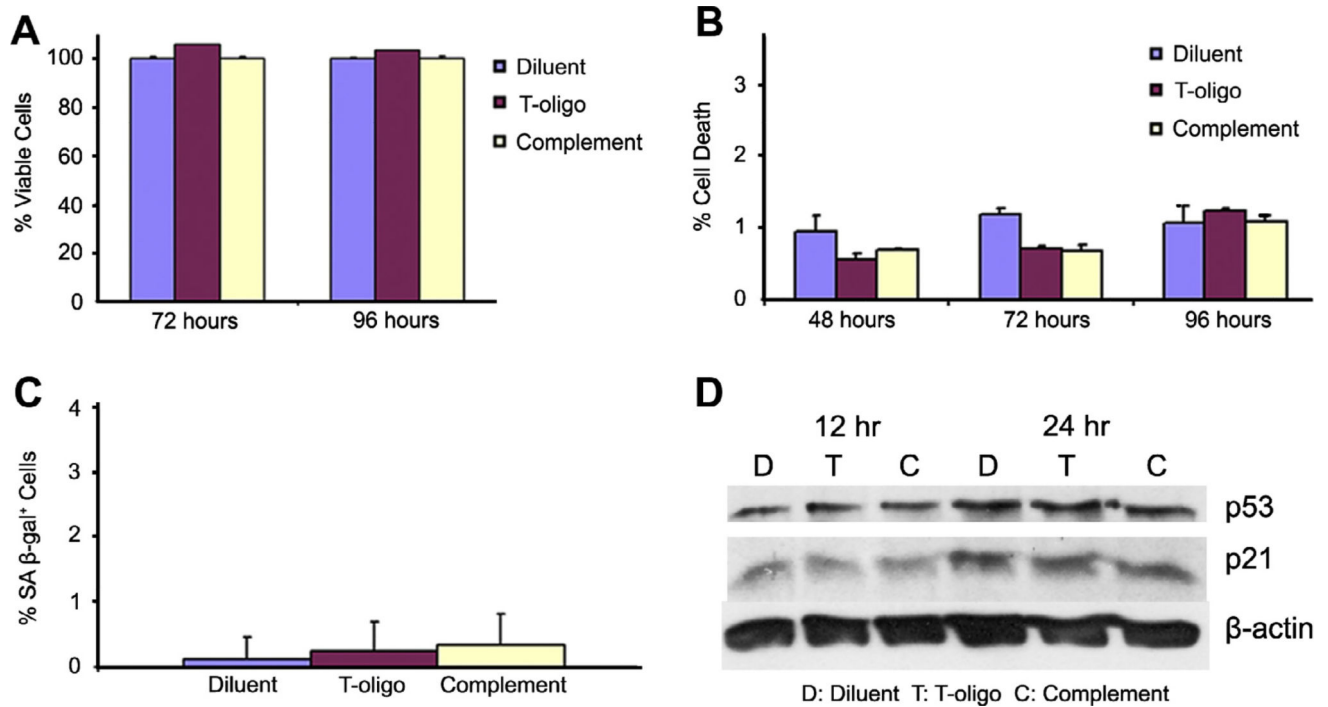 A
% Viable Cells
100
80
60
40
20
0
72 hours
96 hours
Diluent
T-oligo
Complement
B
% Cell Death
3
2
1
0
48 hours
72 hours
96 hours
Diluent
T-oligo
Complement
C
% SA β-gal⁺ Cells
4
3
2
1
0
Diluent
T-oligo
Complement
D
12 hr 24 hr
D T C D T C
p53
p21
β-actin
D: Diluent T: T-oligo C: Complement